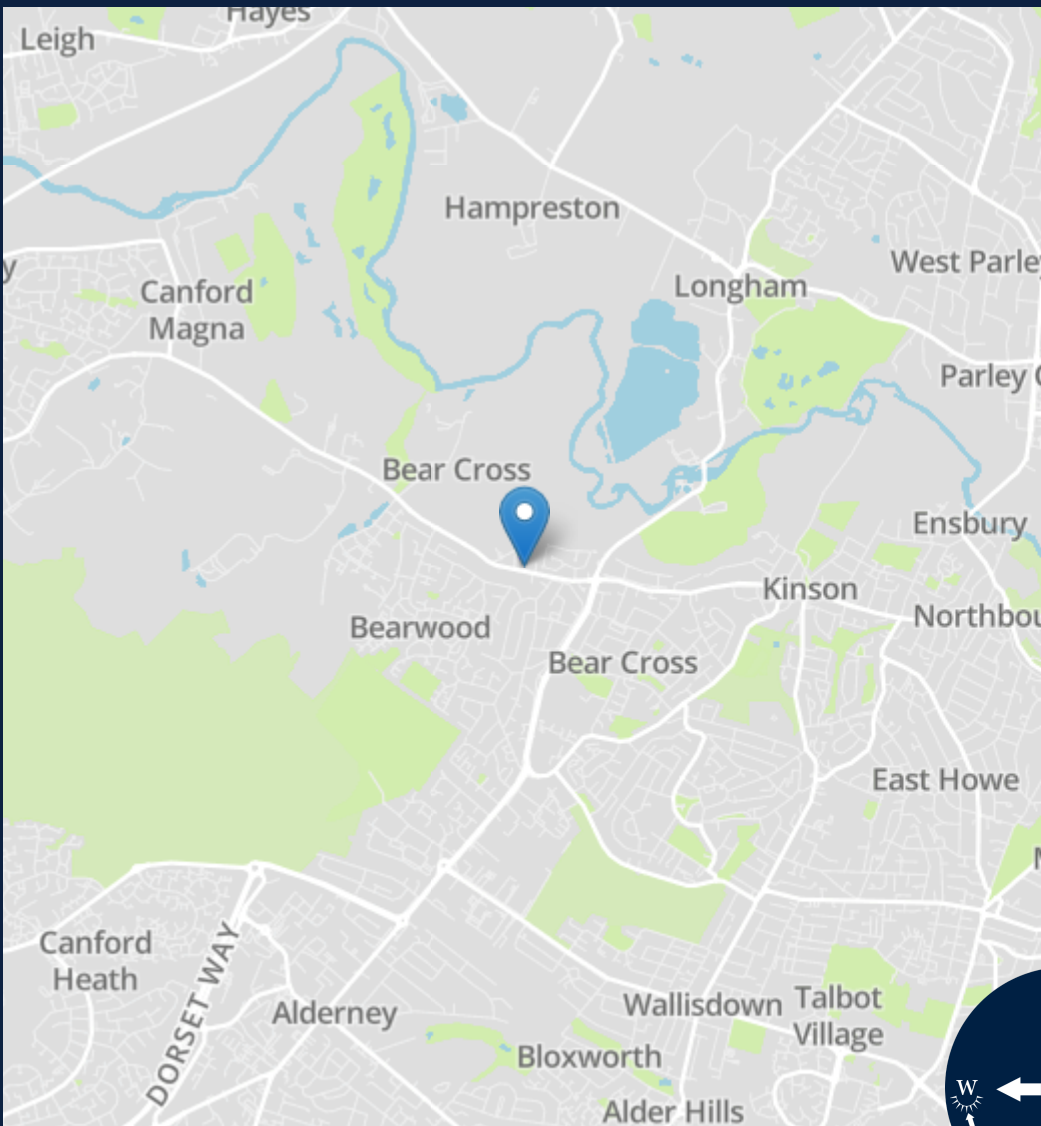 Hayes
Leigh
Hampreston
West Parley
y
Longham
Canford
Magna
Parley C
Bear Cross
Ensbury
Kinson
Northbou
Bearwood
Bear Cross
East Howe
M
Canford
Heath
DORSET WAY
Alderney
Wallisdown
Talbot
Village
Bloxworth
Alder Hills
W